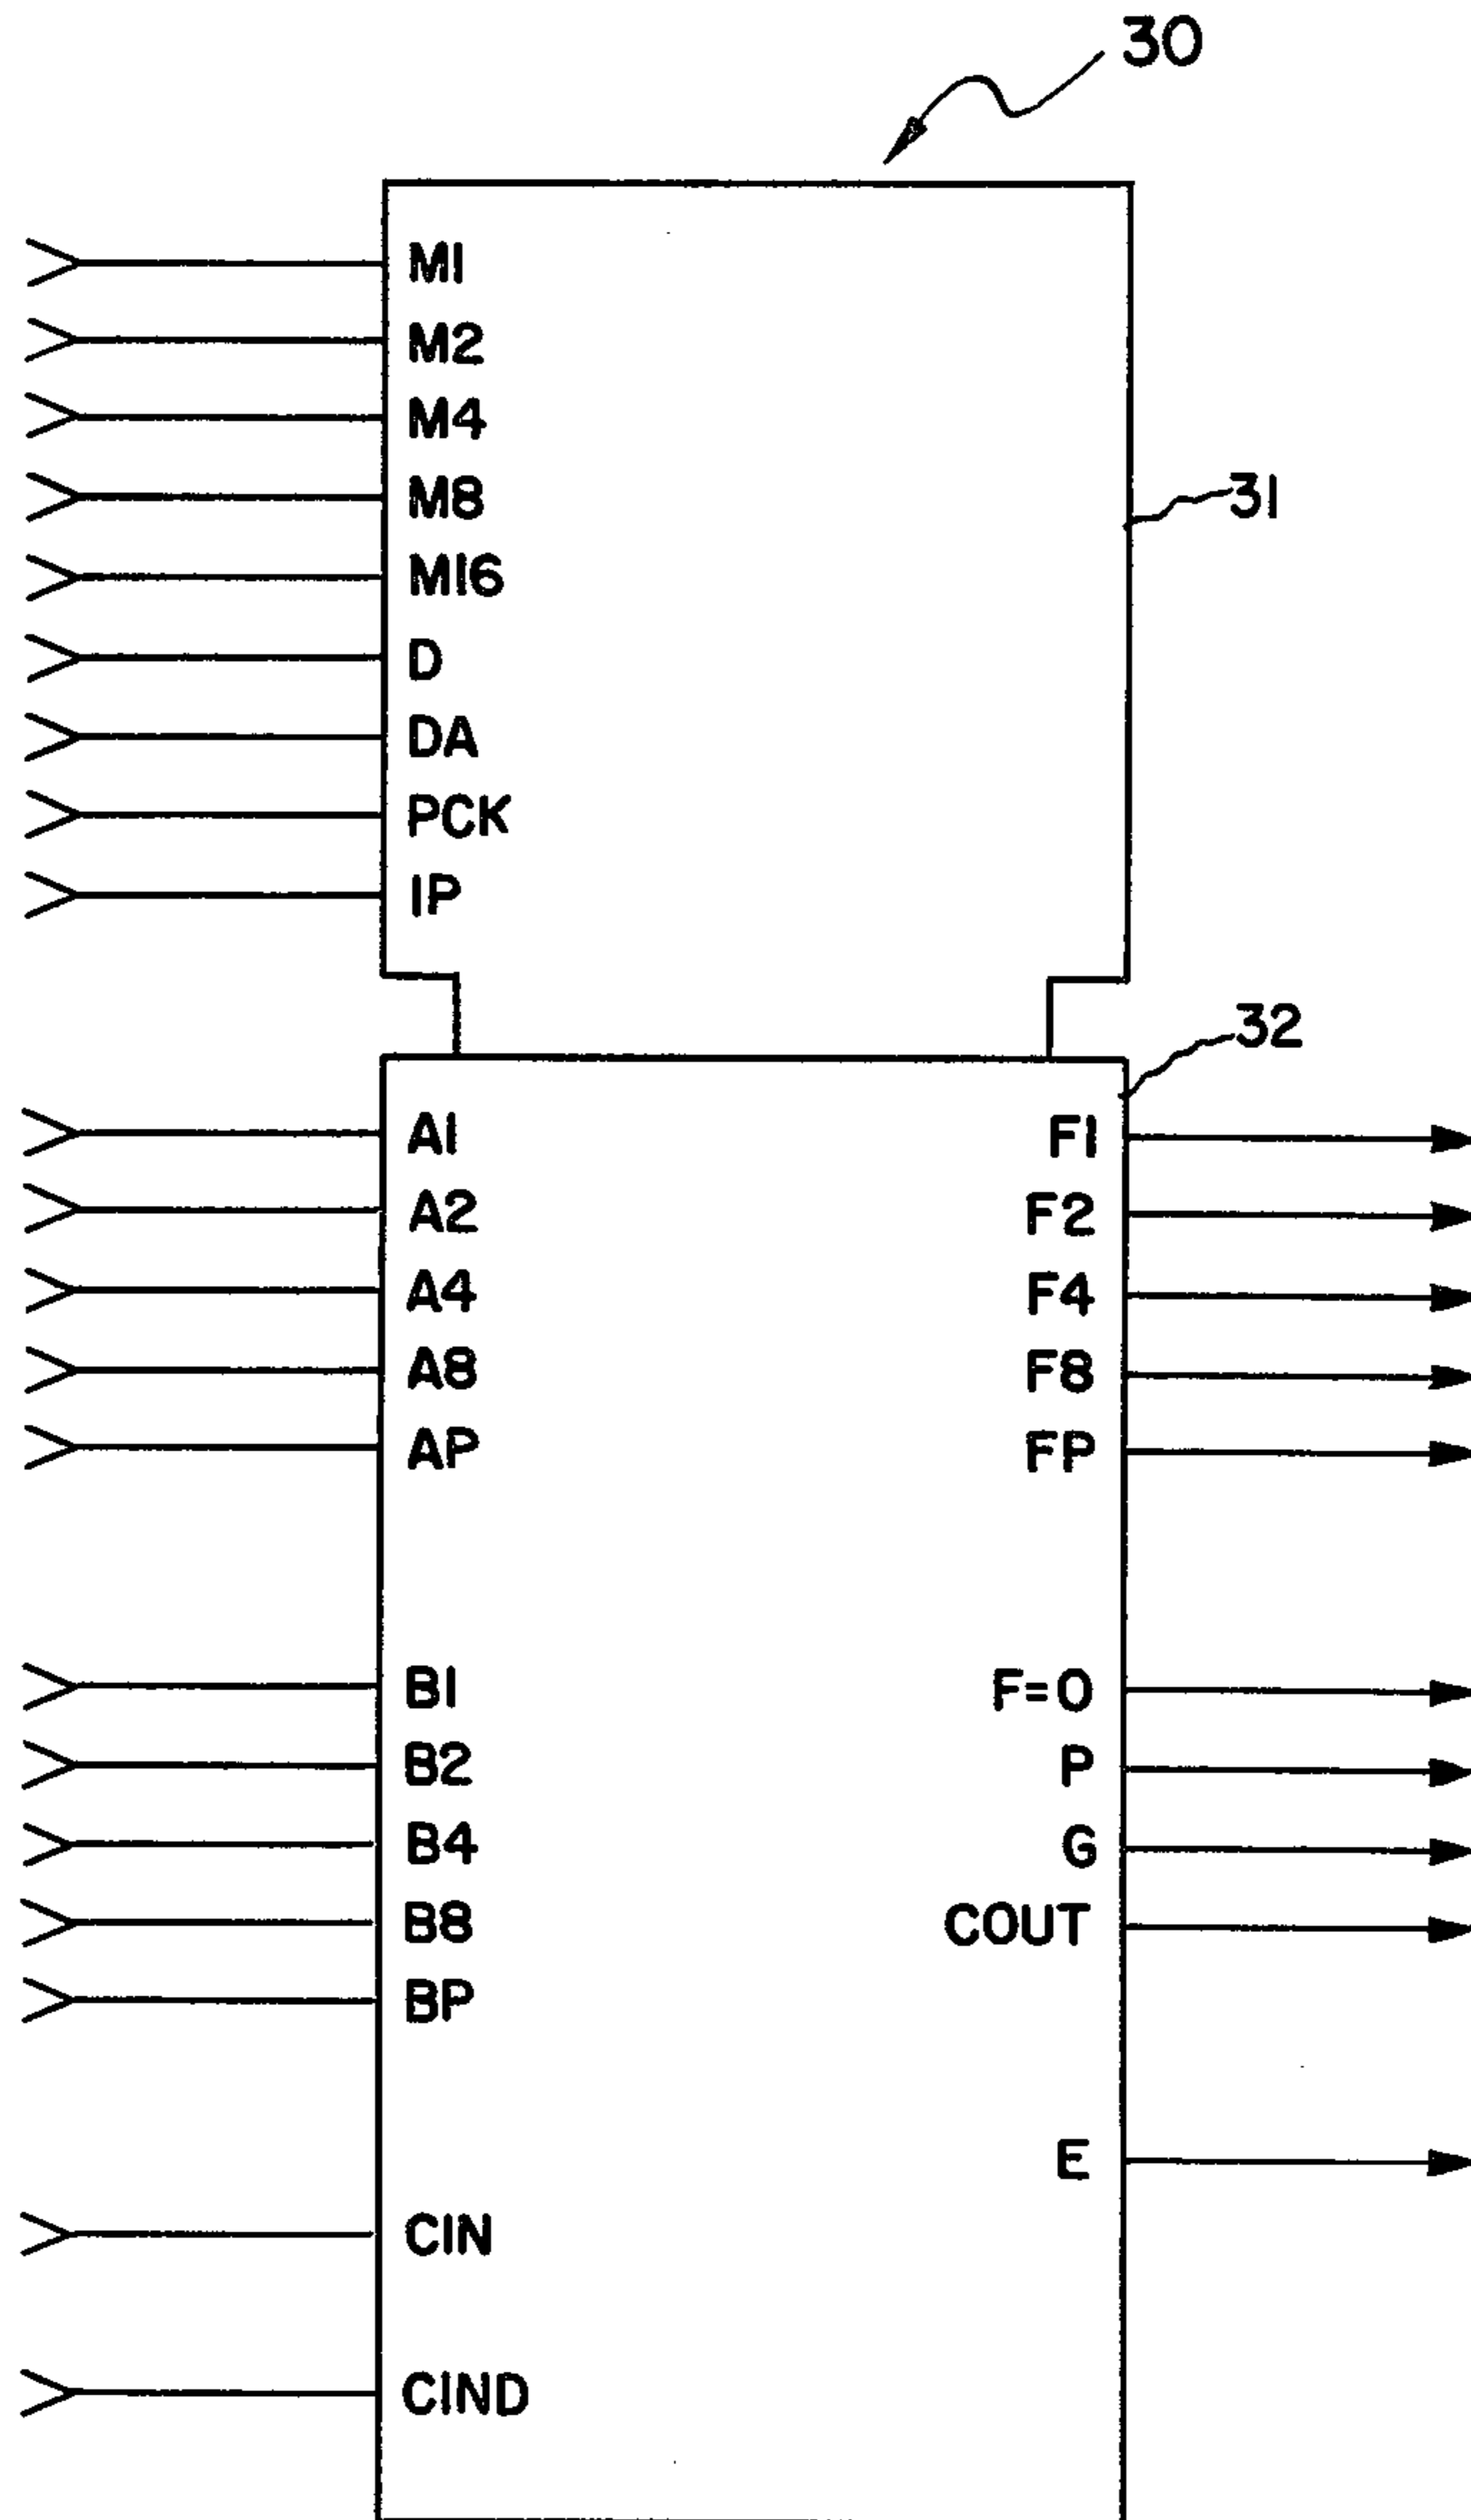 30
M1
M2
M4
M8
31
M16
D
DA
PCK
IP
32
A1
F1
A2
F2
A4
F4
A8
F8
AP
FP
B1
F=0
B2
P
B4
G
B8
COUT
BP
E
CIN
CIND